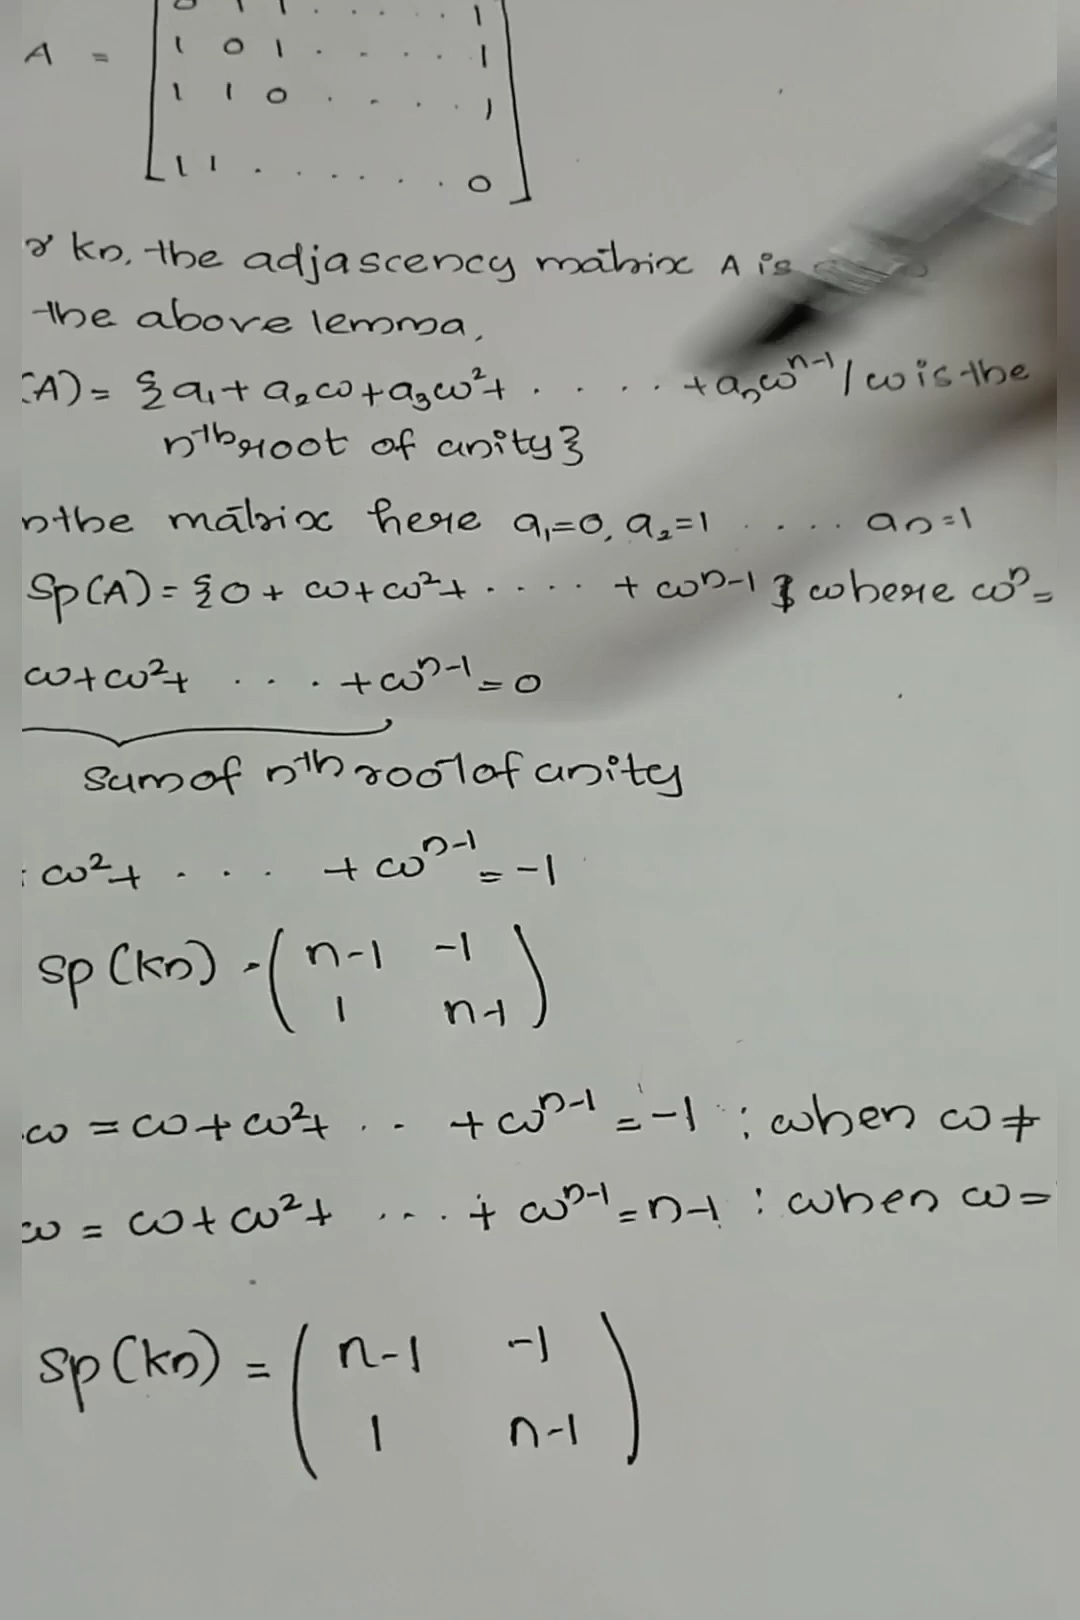 0 1 1 . . . . . 1
A = 1 0 1 . . . . 1
1 1 0 . . . . 1
1 1 . . . . . . . 0
r kn, the adjascency matrix A is
the above lemma,
(A) = {a₁ + a₂ω + a₃ω² + . . . . + aₙωⁿ⁻¹ / ω is the
nth root of unity}
n the matrix here a₁=0, a₂=1 . . . . an=1
Sp(A) = {0 + ω + ω² + . . . . + ωⁿ⁻¹} where ωⁿ =
ω + ω² + . . . . + ωⁿ⁻¹ = 0
sum of nth root of unity
ω² + . . . . + ωⁿ⁻¹ = -1
Sp (kn) - ( n-1 -1
1 n-1 )
ω = ω + ω² + . . . + ωⁿ⁻¹ = -1 ; when ω ≠
ω = ω + ω² + . . . . + ωⁿ⁻¹ = n-1 : when ω =
Sp (kn) = ( n-1 -1
1 n-1 )